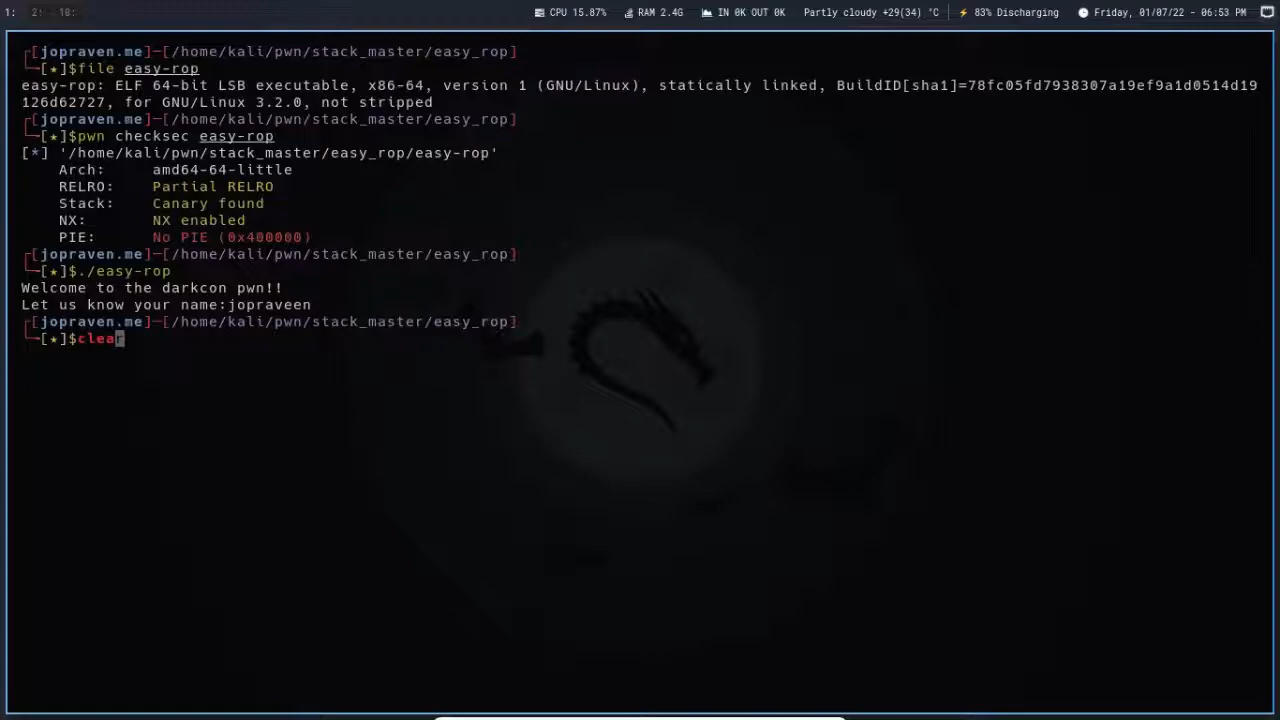 1: 2: 10: CPU 15.87% RAM 2.4G IN 0K OUT 0K Partly cloudy +29(34) °C 83% Discharging Friday, 01/07/22 - 06:53 PM
┌[jopraven.me]─[/home/kali/pwn/stack_master/easy_rop]
└─[★]$file easy-rop
easy-rop: ELF 64-bit LSB executable, x86-64, version 1 (GNU/Linux), statically linked, BuildID[sha1]=78fc05fd7938307a19ef9a1d0514d19
126d62727, for GNU/Linux 3.2.0, not stripped
┌[jopraven.me]─[/home/kali/pwn/stack_master/easy_rop]
└─[★]$pwn checksec easy-rop
[*] '/home/kali/pwn/stack_master/easy_rop/easy-rop'
Arch: amd64-64-little
RELRO: Partial RELRO
Stack: Canary found
NX: NX enabled
PIE: No PIE (0x400000)
┌[jopraven.me]─[/home/kali/pwn/stack_master/easy_rop]
└─[★]$./easy-rop
Welcome to the darkcon pwn!!
Let us know your name:jopraveen
┌[jopraven.me]─[/home/kali/pwn/stack_master/easy_rop]
└─[★]$clear